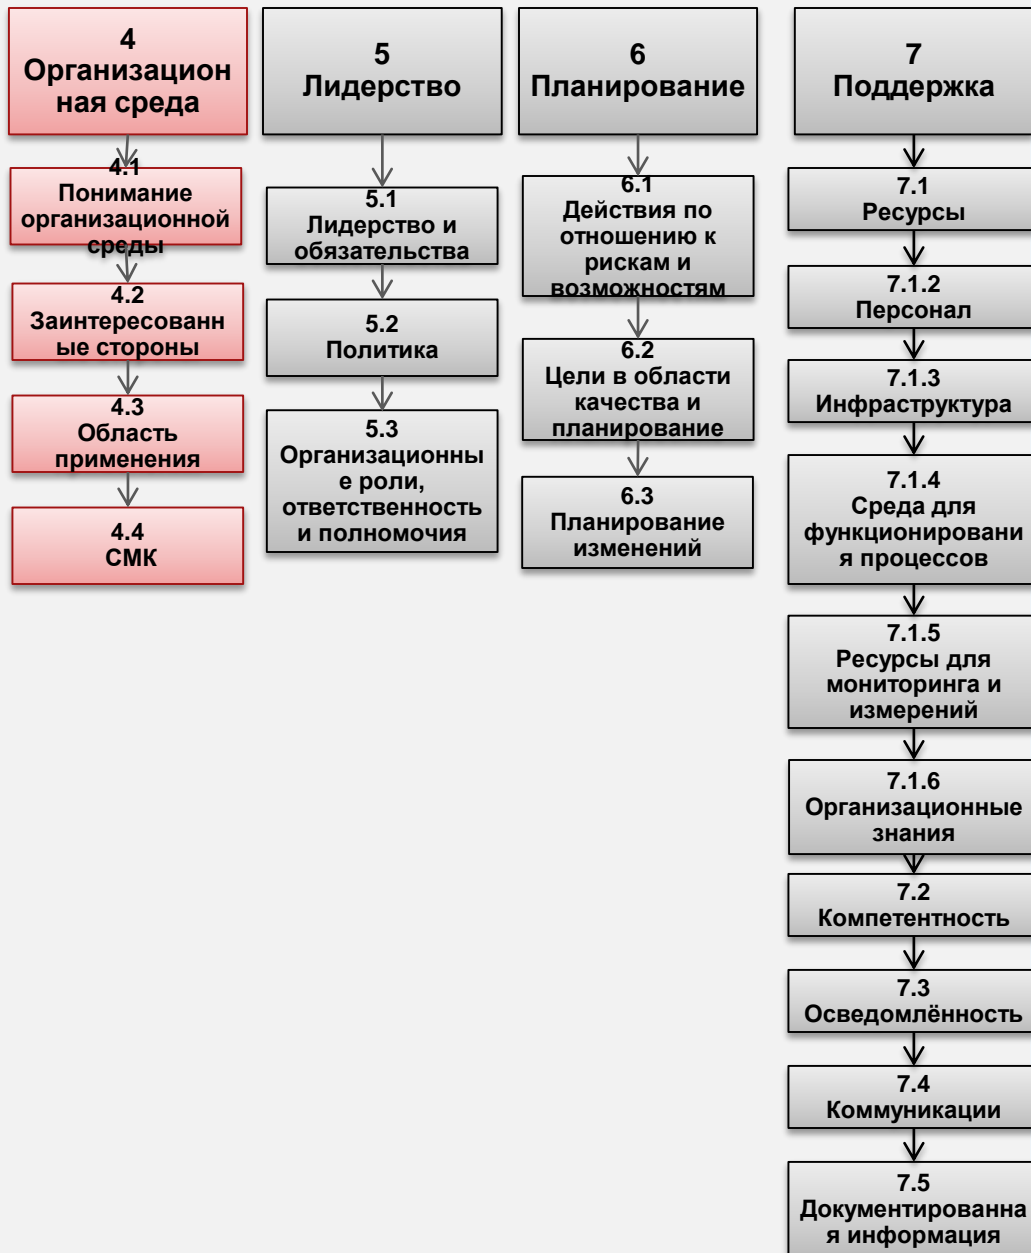 4
Организацион
ная среда
4.1
Понимание
организационной
среды
4.2
Заинтересованн
ые стороны
4.3
Область
применения
4.4
СМК
5
Лидерство
5.1
Лидерство и
обязательства
5.2
Политика
5.3
Организационны
е роли,
ответственность
и полномочия
6
Планирование
6.1
Действия по
отношению к
рискам и
возможностям
6.2
Цели в области
качества и
планирование
6.3
Планирование
изменений
7
Поддержка
7.1
Ресурсы
7.1.2
Персонал
7.1.3
Инфраструктура
7.1.4
Среда для
функционировани
я процессов
7.1.5
Ресурсы для
мониторинга и
измерений
7.1.6
Организационные
знания
7.2
Компетентность
7.3
Осведомлённость
7.4
Коммуникации
7.5
Документированна
я информация